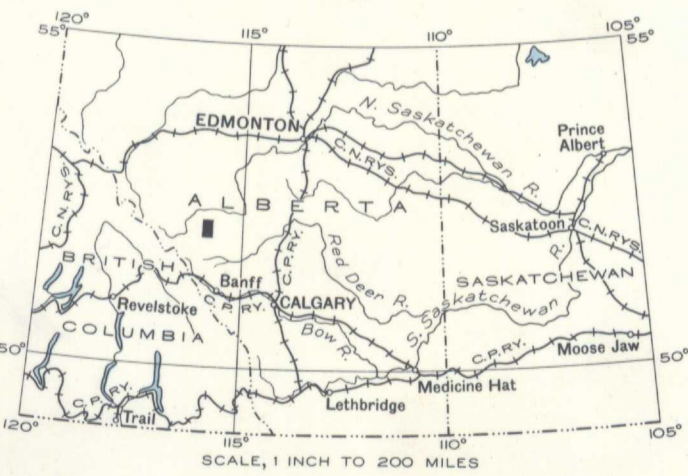 120°
115°
110°
105°
55°
55°
EDMONTON
N. Saskatchewan R.
Prince
Albert
C.N. RYS.
C.N. RYS.
ALBERTA
Saskatoon
C.N. RYS.
C.P. RY.
Red Deer R.
R.
BRITISH
Banff
SASKATCHEWAN
Revelstoke
C.P. RY.
CALGARY
S. Saskatchewan
COLUMBIA
Bow R.
C.P. RY.
Moose Jaw
50°
50°
C.P. RY.
Medicine Hat
Trail
Lethbridge
120°
115°
110°
105°
SCALE, 1 INCH TO 200 MILES